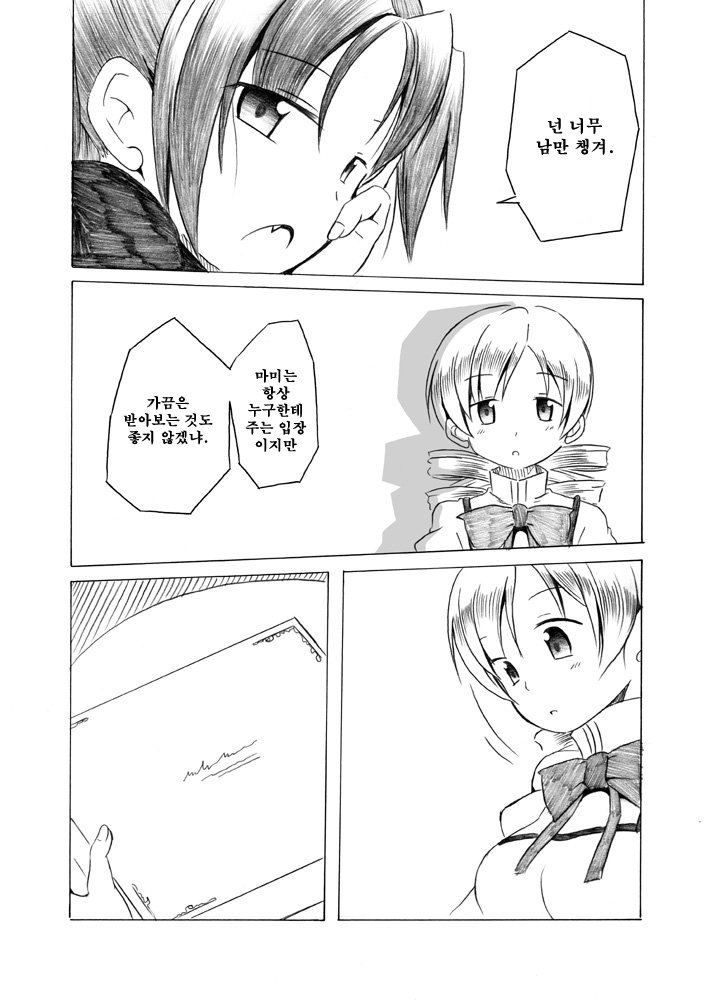 넌 너무
남만 챙겨.
마미는
항상
누구한테
주는 입장
이지만
가끔은
받아보는 것도
좋지 않겠냐.